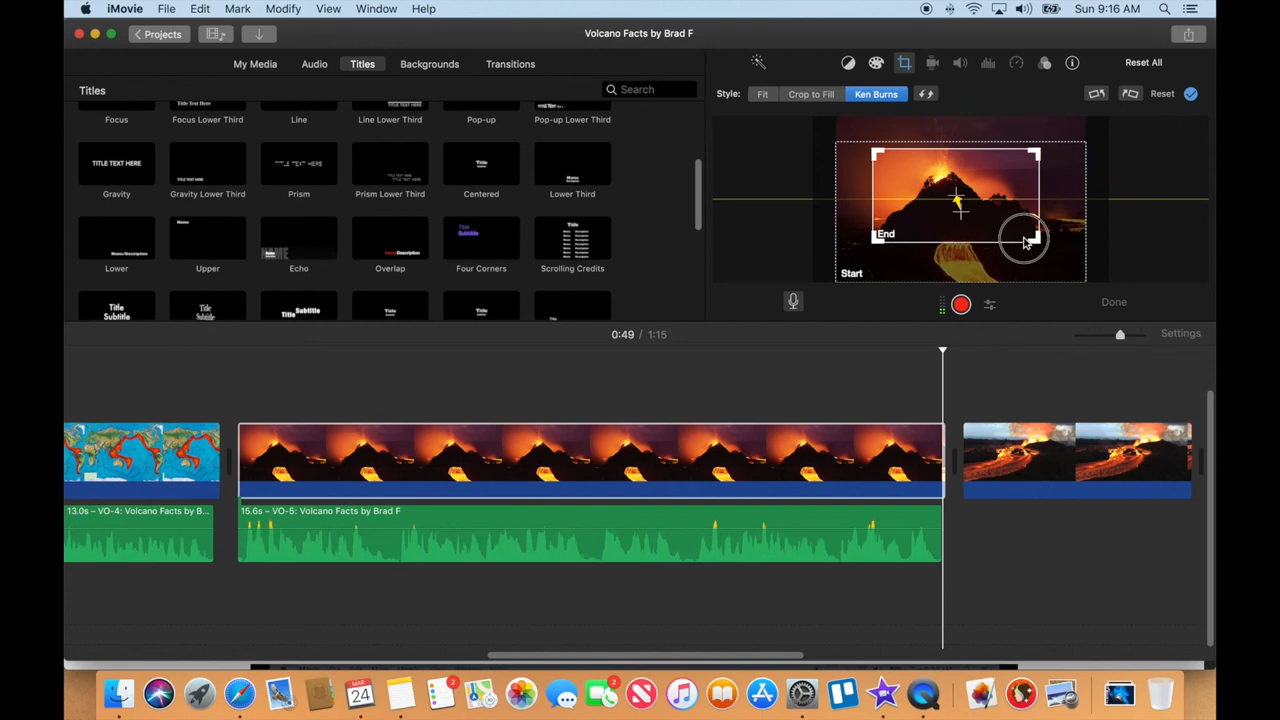 iMovie File Edit Mark Modify View Window Help Sun 9:16 AM
Projects Volcano Facts by Brad F
My Media Audio Titles Backgrounds Transitions Reset All
Titles Search Style: Fit Crop to Fill Ken Burns Reset
Focus Focus Lower Third Line Line Lower Third Pop-up Pop-up Lower Third
TITLE TEXT HERE
Gravity Gravity Lower Third Prism Prism Lower Third Centered Lower Third
Lower Upper Echo Overlap Four Corners Scrolling Credits
Title Subtitle
End
Start
Done
0:49 / 1:15 Settings
13.0s – VO-4: Volcano Facts by B... 15.6s – VO-5: Volcano Facts by Brad F
MAR
24
2
2